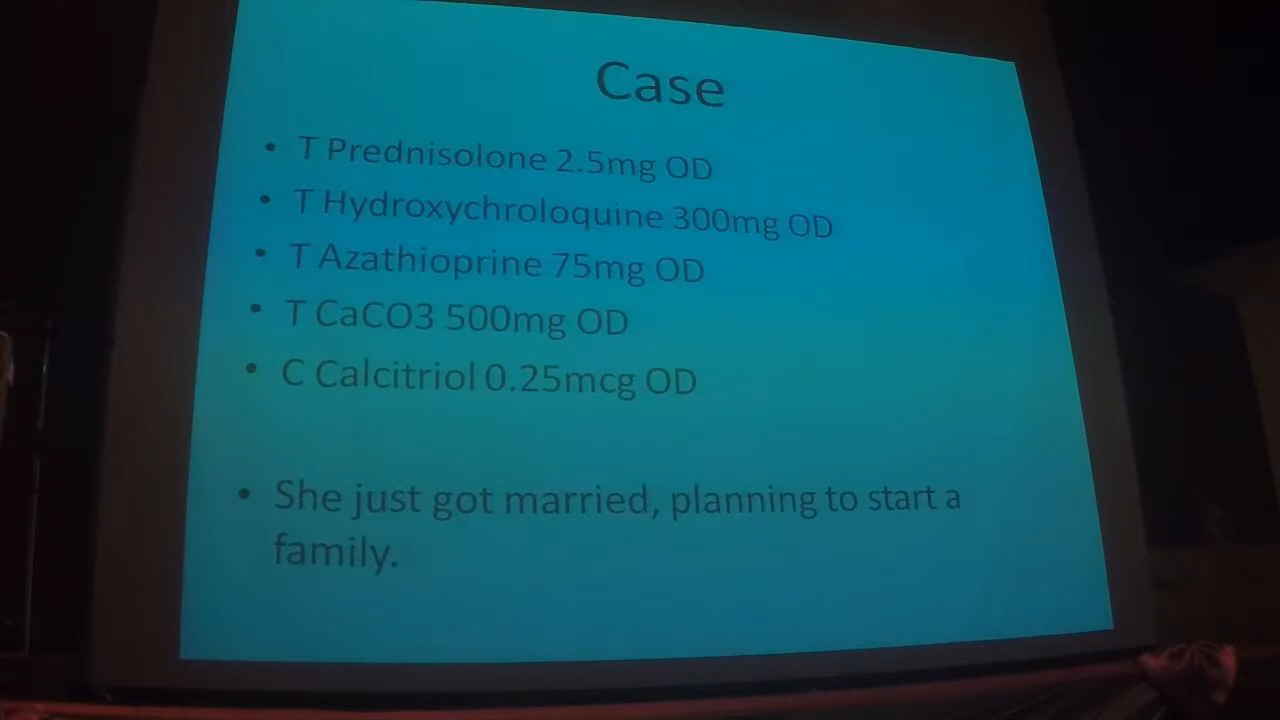 Case
• T Prednisolone 2.5mg OD
• T Hydroxychroloquine 300mg OD
• T Azathioprine 75mg OD
• T CaCO3 500mg OD
• C Calcitriol 0.25mcg OD
• She just got married, planning to start a
family.